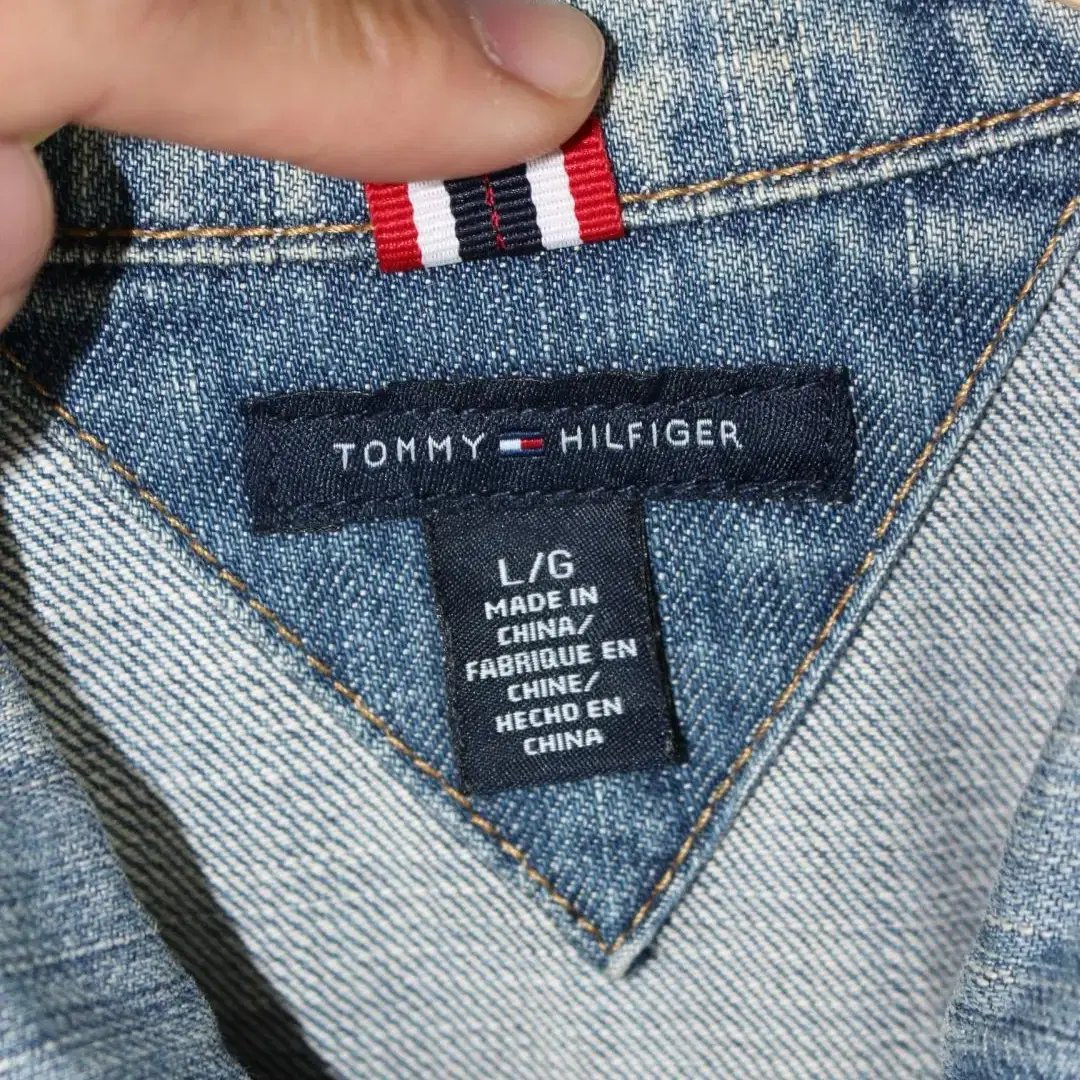 TOMMY HILFIGER
L/G
MADE IN
CHINA/
FABRIQUE EN
CHINE/
HECHO EN
CHINA